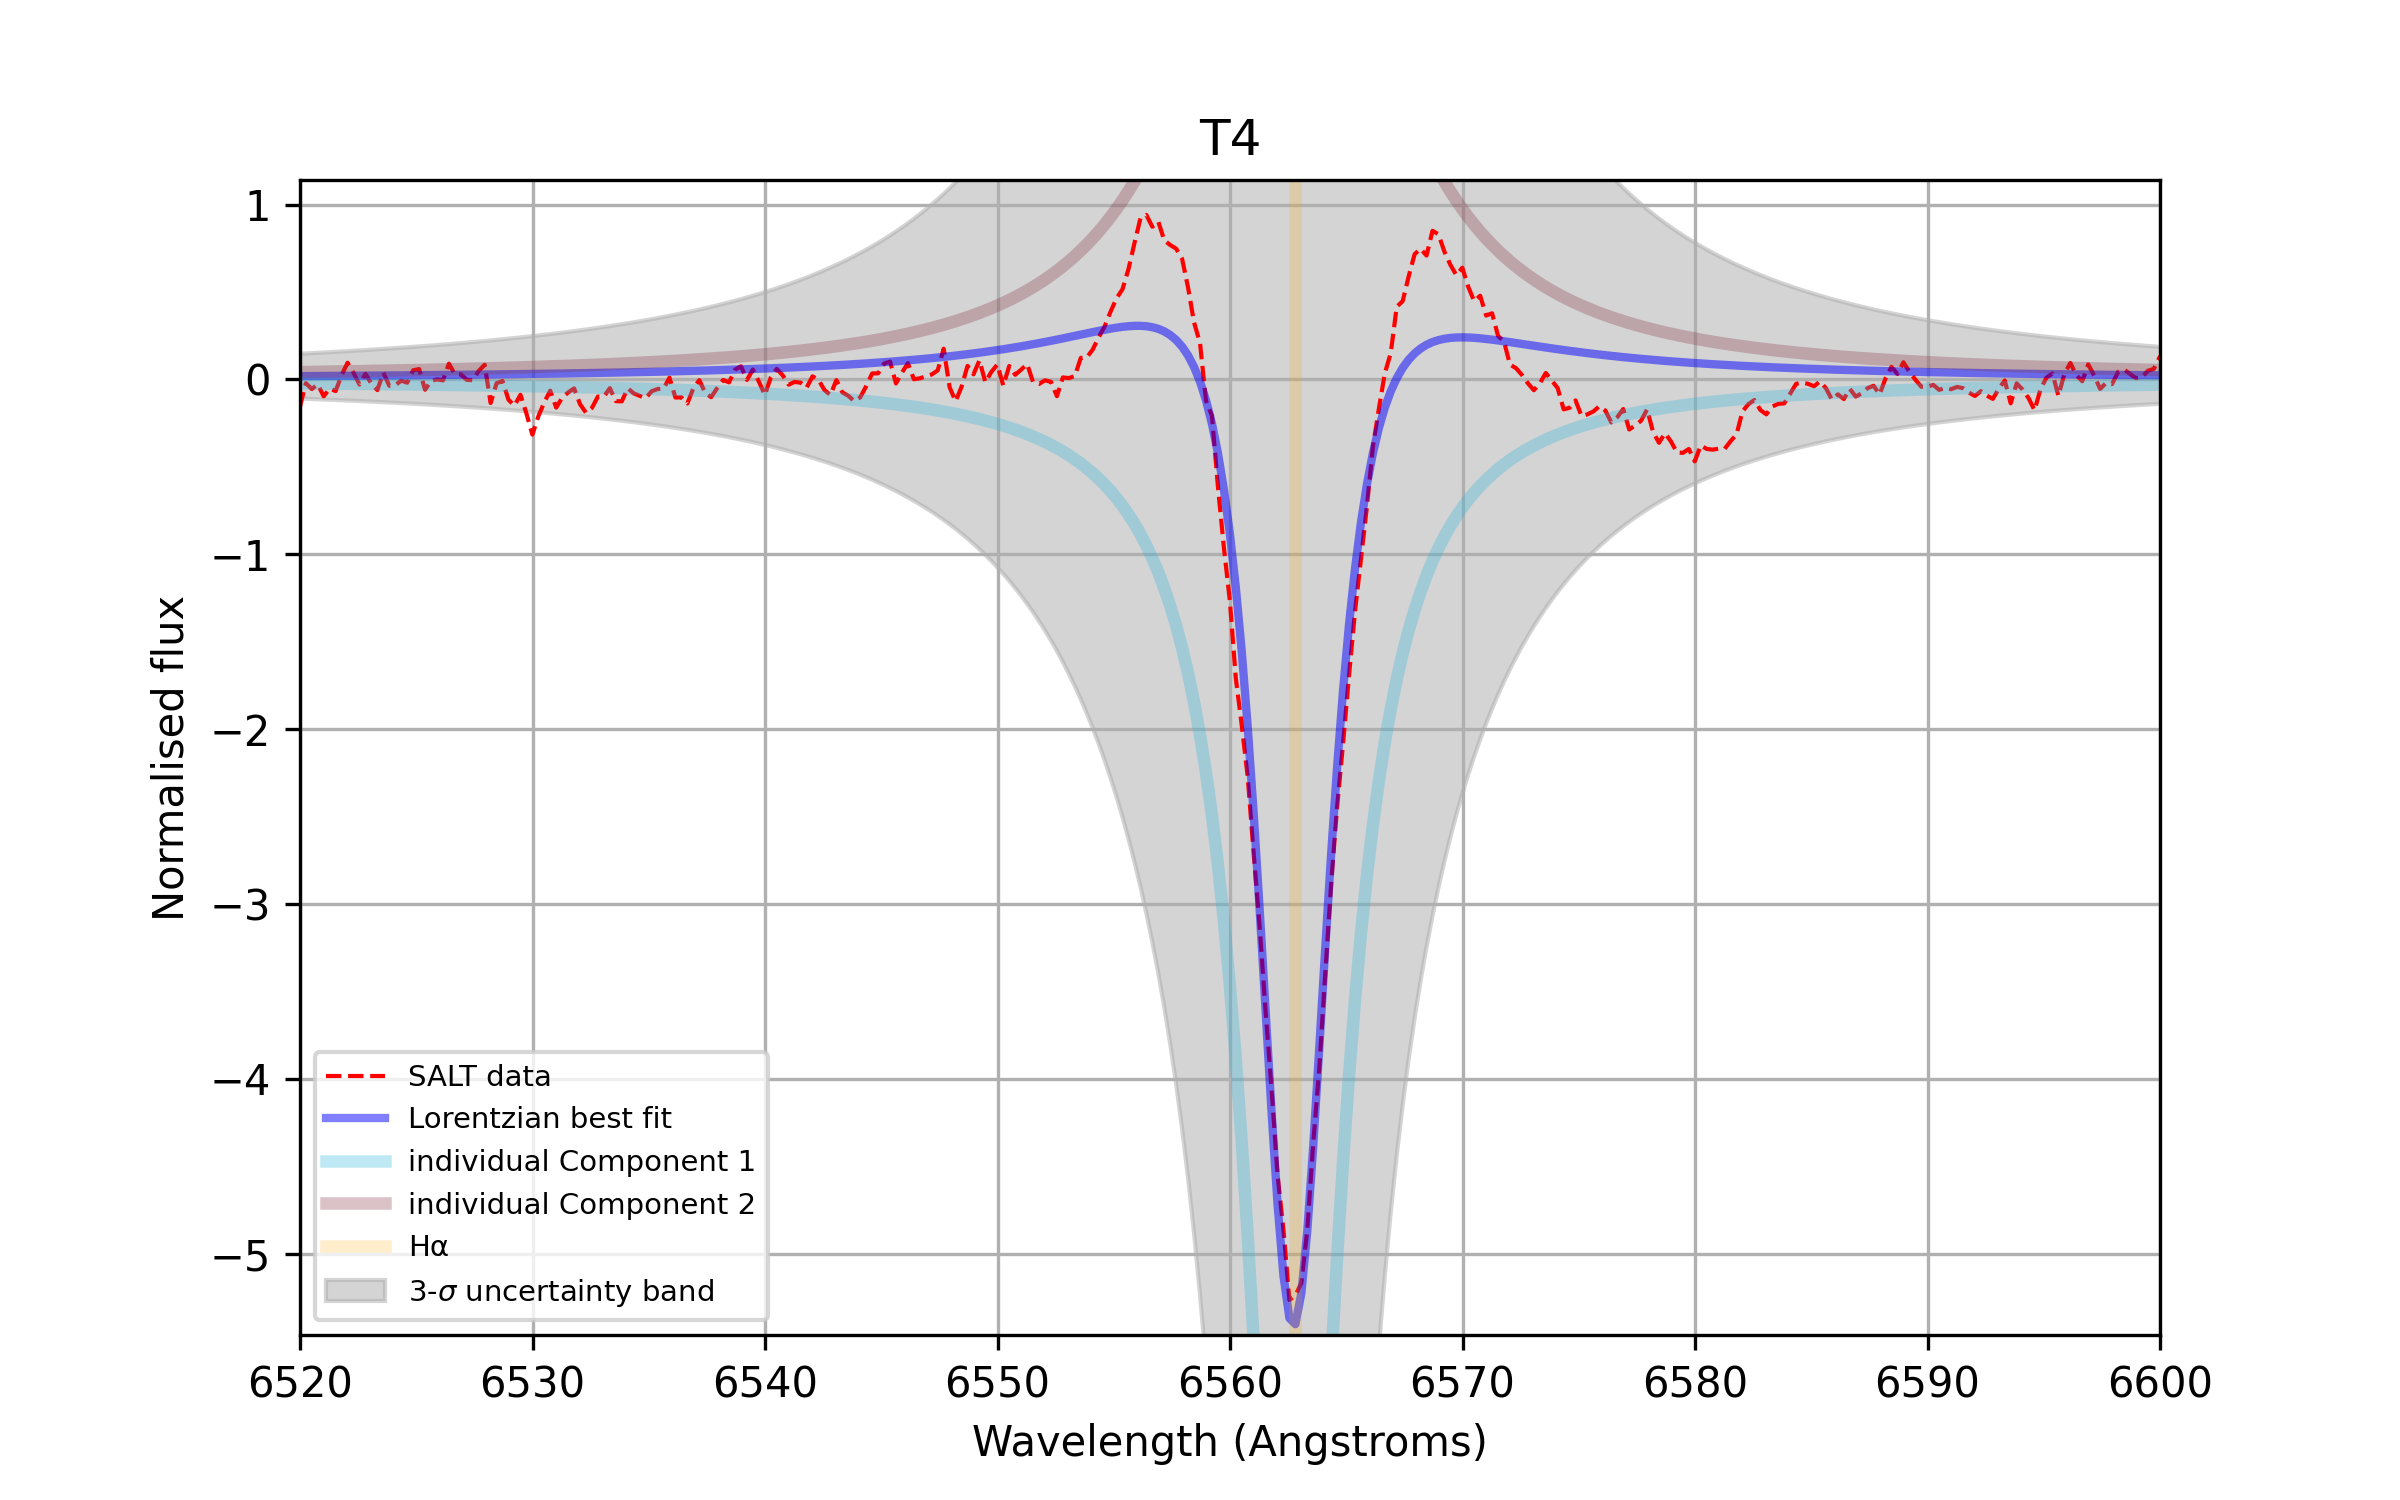 T4
1
0
−1
−2
−3
−4
−5
Normalised flux
SALT data
Lorentzian best fit
individual Component 1
individual Component 2
Hα
3-σ uncertainty band
6520 6530 6540 6550 6560 6570 6580 6590 6600
Wavelength (Angstroms)